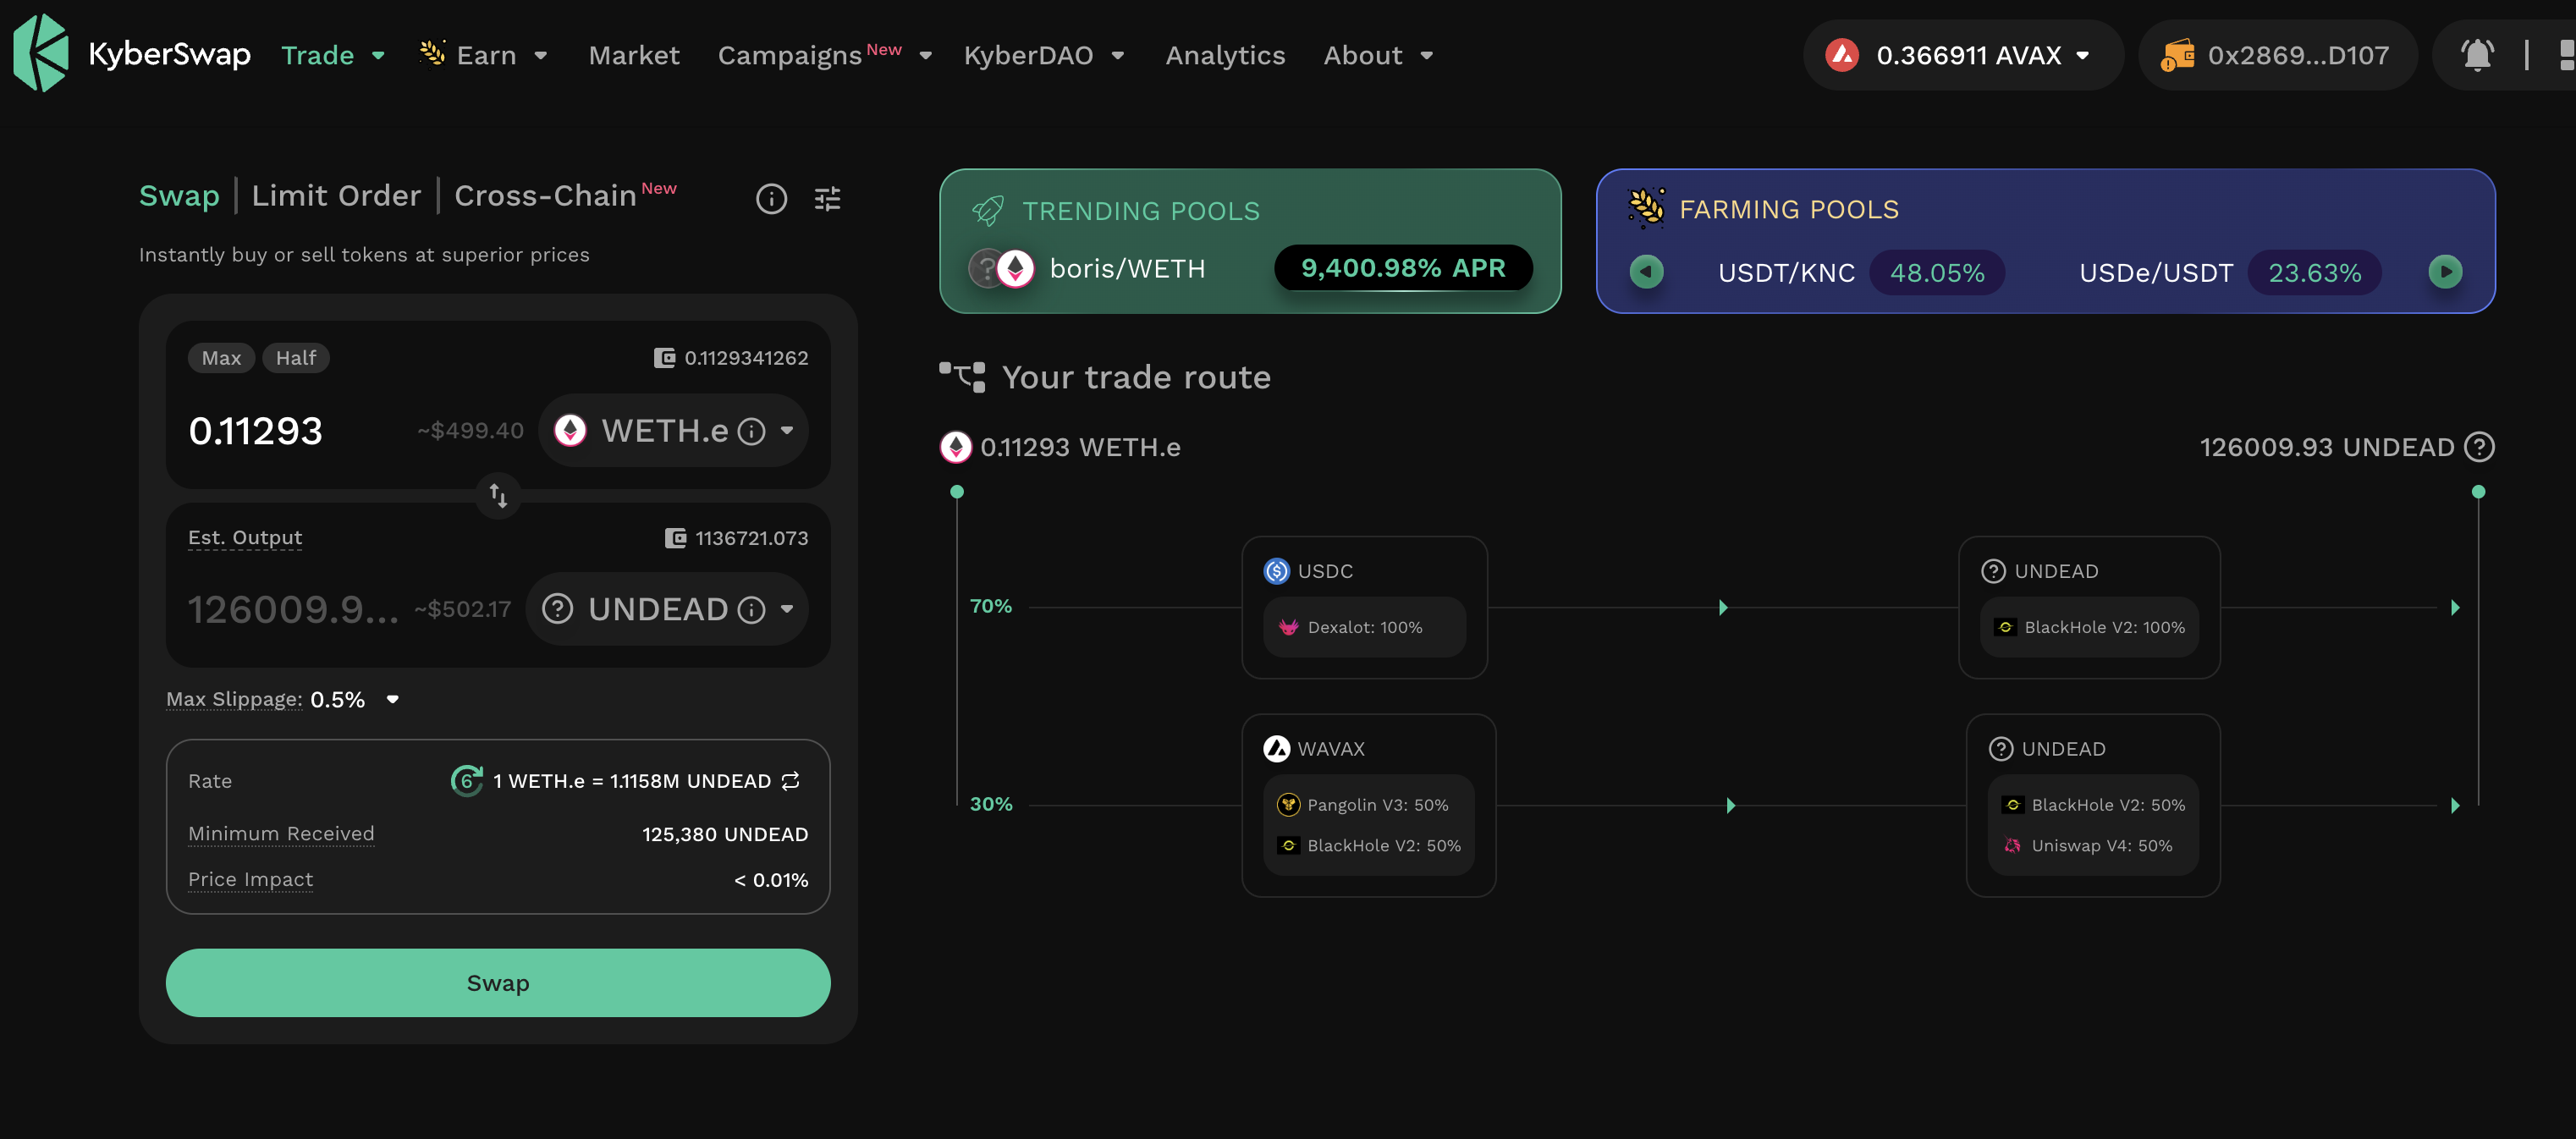 KyberSwap Trade Earn Market Campaigns New KyberDAO Analytics About 0.366911 AVAX 0x2869...D107
Swap | Limit Order | Cross-Chain New
Instantly buy or sell tokens at superior prices
Max Half 0.1129341262
0.11293 ~$499.40 WETH.e
Est. Output 1136721.073
126009.9... ~$502.17 UNDEAD
Max Slippage: 0.5%
Rate 6 1 WETH.e = 1.1158M UNDEAD
Minimum Received 125,380 UNDEAD
Price Impact < 0.01%
Swap
TRENDING POOLS
boris/WETH 9,400.98% APR
FARMING POOLS
USDT/KNC 48.05% USDe/USDT 23.63%
Your trade route
0.11293 WETH.e 126009.93 UNDEAD
USDC UNDEAD
70% Dexalot: 100% BlackHole V2: 100%
WAVAX UNDEAD
30% Pangolin V3: 50% BlackHole V2: 50%
BlackHole V2: 50% Uniswap V4: 50%